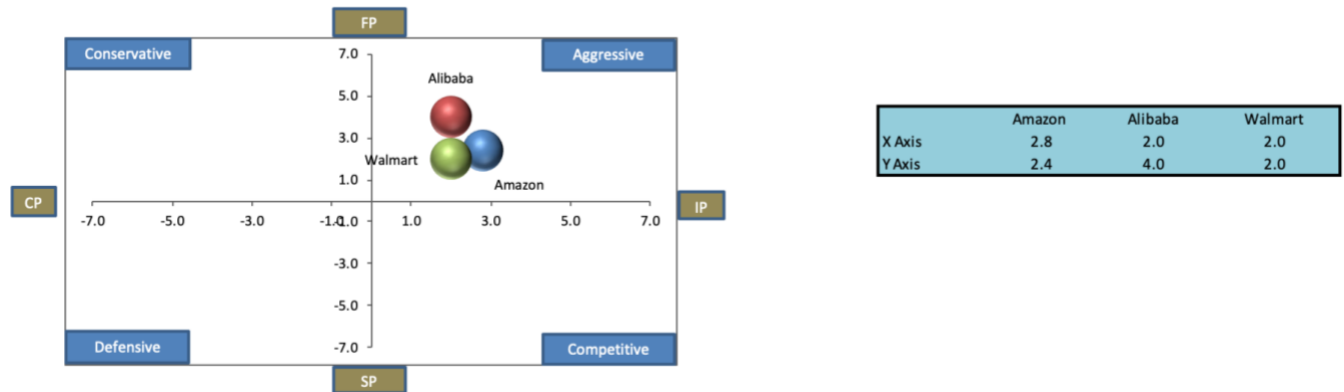 FP
Conservative
Aggressive
7.0
Alibaba
5.0
3.0
Walmart
1.0
Amazon
CP
IP
-7.0 -5.0 -3.0 -1.0 1.0 3.0 5.0 7.0
-1.0
-3.0
-5.0
-7.0
Defensive
Competitive
SP
Amazon Alibaba Walmart
X Axis 2.8 2.0 2.0
Y Axis 2.4 4.0 2.0